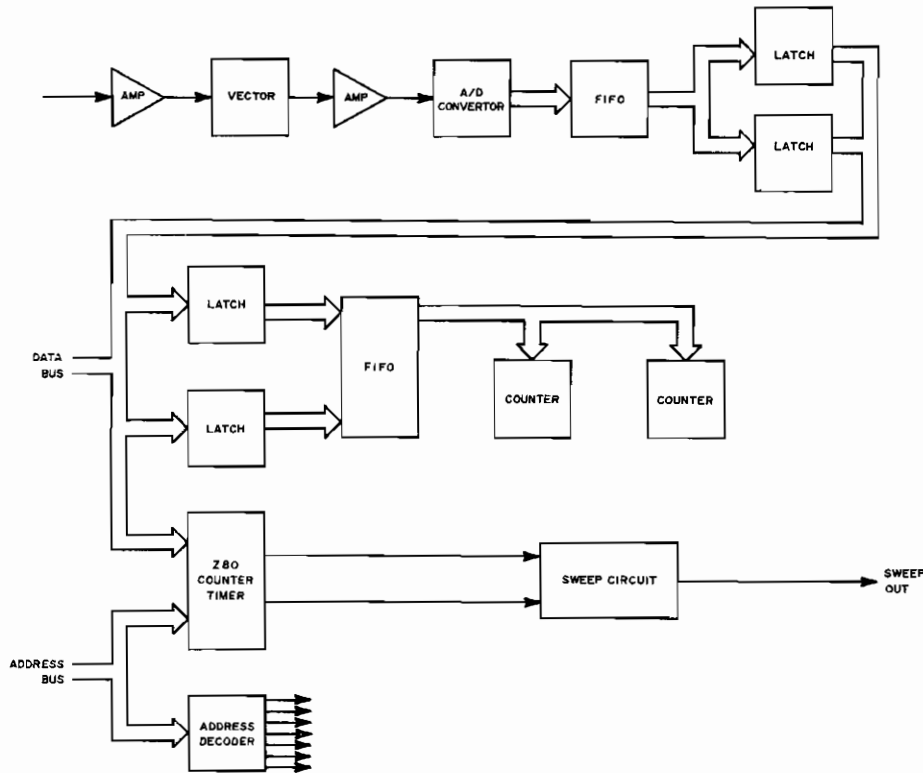 LATCH
AMP
VECTOR
AMP
A/D
CONVERTOR
FIFO
LATCH
LATCH
FIFO
DATA
BUS
COUNTER
COUNTER
LATCH
Z80
COUNTER
TIMER
SWEEP CIRCUIT
SWEEP
OUT
ADDRESS
BUS
ADDRESS
DECODER